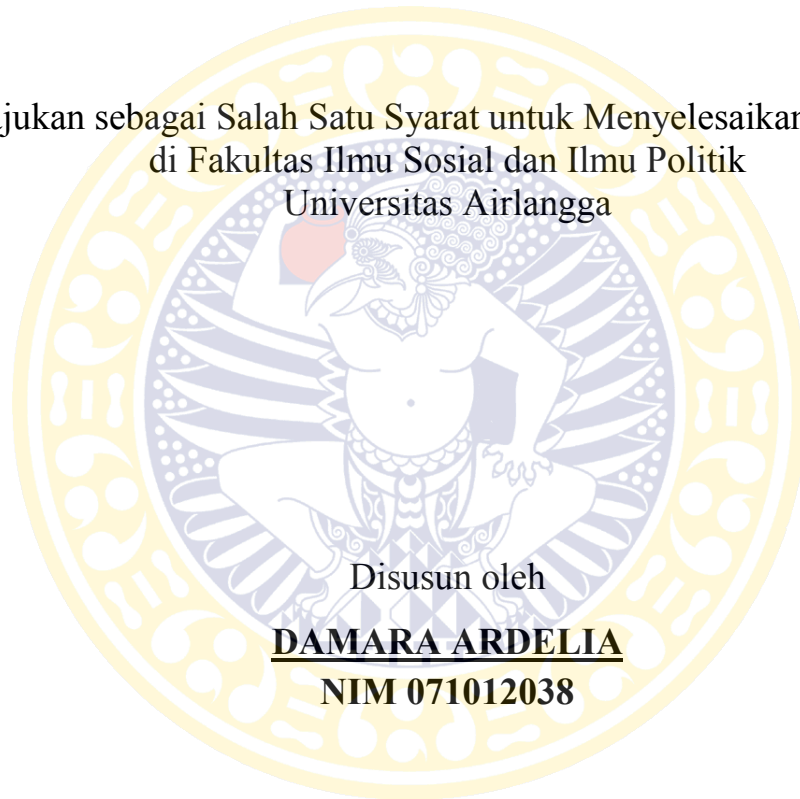 jukan sebagai Salah Satu Syarat untuk Menyelesaikan
di Fakultas Ilmu Sosial dan Ilmu Politik
Universitas Airlangga
Disusun oleh
DAMARA ARDELIA
NIM 071012038